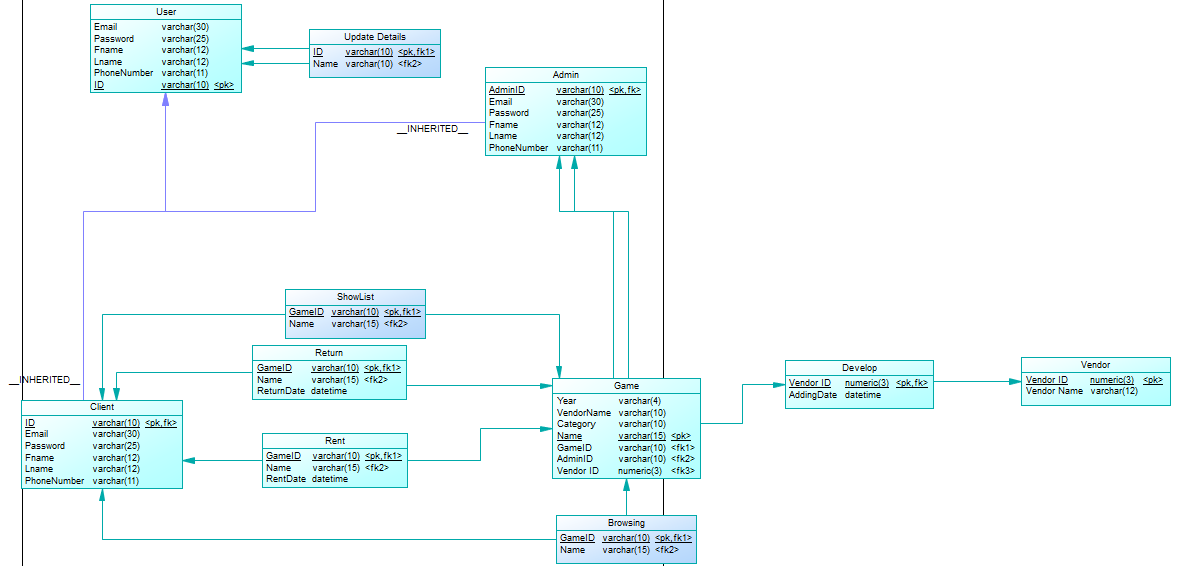 User
Email varchar(30)
Password varchar(25)
Fname varchar(12)
Lname varchar(12)
PhoneNumber varchar(11)
ID varchar(10) <pk>
Update Details
ID varchar(10) <pk,fk1>
Name varchar(10) <fk2>
Admin
AdminID varchar(10) <pk,fk>
Email varchar(30)
Password varchar(25)
Fname varchar(12)
Lname varchar(12)
PhoneNumber varchar(11)
__INHERITED__
ShowList
GameID varchar(10) <pk,fk1>
Name varchar(15) <fk2>
Return
GameID varchar(10) <pk,fk1>
Name varchar(15) <fk2>
ReturnDate datetime
__INHERITED__
Client
ID varchar(10) <pk,fk>
Email varchar(30)
Password varchar(25)
Fname varchar(12)
Lname varchar(12)
PhoneNumber varchar(11)
Rent
GameID varchar(10) <pk,fk1>
Name varchar(15) <fk2>
RentDate datetime
Game
Year varchar(4)
VendorName varchar(10)
Category varchar(10)
Name varchar(15) <pk>
GameID varchar(10) <fk1>
AdminID varchar(10) <fk2>
Vendor ID numeric(3) <fk3>
Develop
Vendor ID numeric(3) <pk,fk>
AddingDate datetime
Vendor
Vendor ID numeric(3) <pk>
Vendor Name varchar(12)
Browsing
GameID varchar(10) <pk,fk1>
Name varchar(15) <fk2>